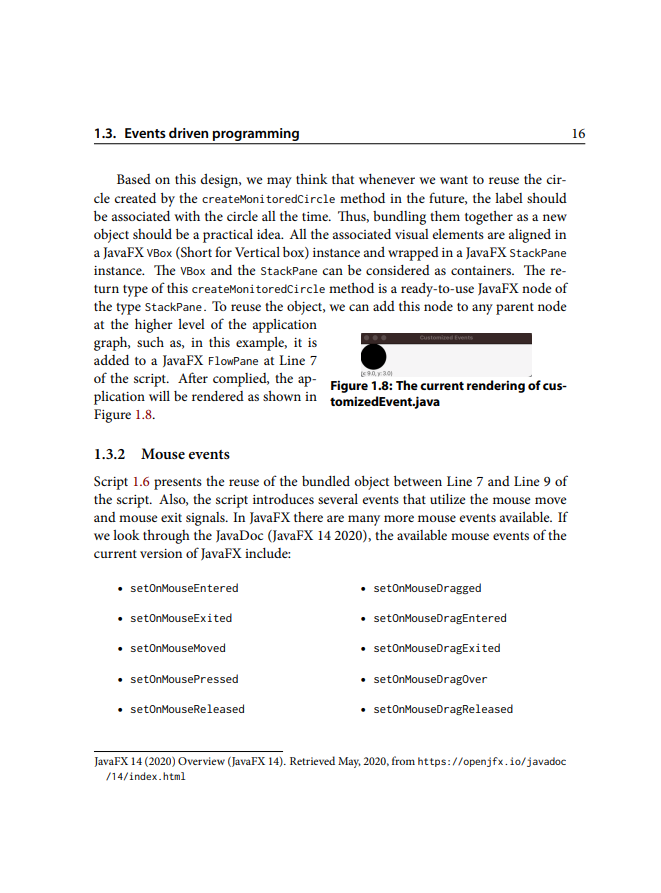 1.3. Events driven programming 16
Based on this design, we may think that whenever we want to reuse the cir-
cle created by the createMonitoredCircle method in the future, the label should
be associated with the circle all the time. Thus, bundling them together as a new
object should be a practical idea. All the associated visual elements are aligned in
a JavaFX VBox (Short for Vertical box) instance and wrapped in a JavaFX StackPane
instance. The VBox and the StackPane can be considered as containers. The re-
turn type of this createMonitoredCircle method is a ready-to-use JavaFX node of
the type StackPane. To reuse the object, we can add this node to any parent node
at the higher level of the application
graph, such as, in this example, it is
added to a JavaFX FlowPane at Line 7
of the script. After complied, the ap-
plication will be rendered as shown in
Figure 1.8.
Customized Events
(x: 9.0, y: 3.0)
Figure 1.8: The current rendering of cus-
tomizedEvent.java
1.3.2 Mouse events
Script 1.6 presents the reuse of the bundled object between Line 7 and Line 9 of
the script. Also, the script introduces several events that utilize the mouse move
and mouse exit signals. In JavaFX there are many more mouse events available. If
we look through the JavaDoc (JavaFX 14 2020), the available mouse events of the
current version of JavaFX include:
• setOnMouseEntered
• setOnMouseExited
• setOnMouseMoved
• setOnMousePressed
• setOnMouseReleased
• setOnMouseDragged
• setOnMouseDragEntered
• setOnMouseDragExited
• setOnMouseDragOver
• setOnMouseDragReleased
JavaFX 14 (2020) Overview (JavaFX 14). Retrieved May, 2020, from https://openjfx.io/javadoc
/14/index.html